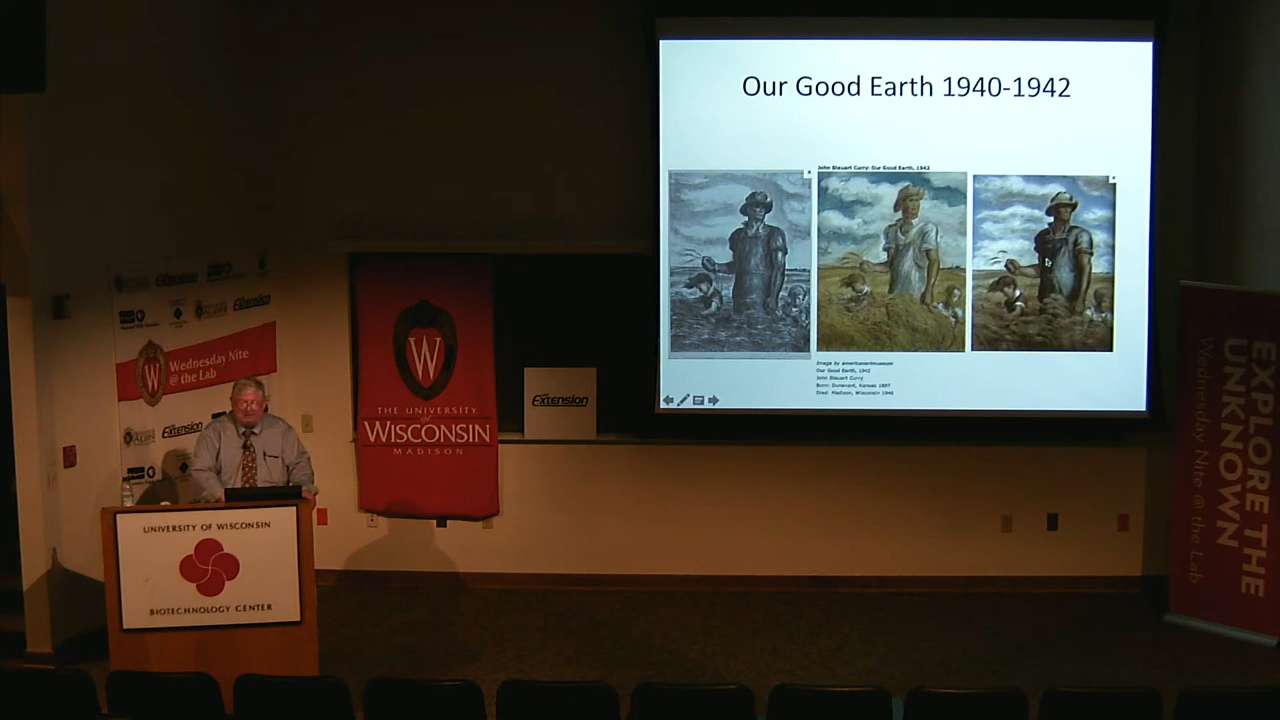 Our Good Earth 1940-1942
John Steuart Curry: Our Good Earth, 1942
Image by americanartmuseum
Our Good Earth, 1942
John Steuart Curry
Born: Dunavant, Kansas 1897
Died: Madison, Wisconsin 1946
Wednesday Nite
@ the Lab
Extension
Extension
W
THE UNIVERSITY
of
WISCONSIN
MADISON
Extension
UNIVERSITY OF WISCONSIN
BIOTECHNOLOGY CENTER
EXPLORE THE
UNKNOWN
Wednesday Nite @ the Lab